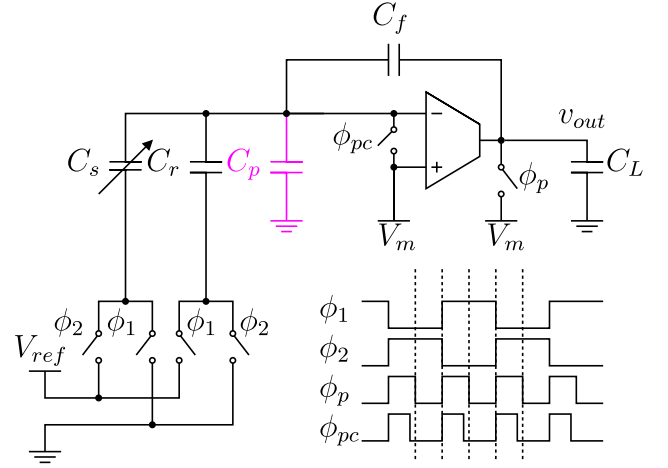 C_f
v_out
ϕ_pc
− 
C_s C_r C_p
+
C_L
ϕ_p
V_m V_m
ϕ_2 ϕ_1 ϕ_1 ϕ_2
V_ref
ϕ_1
ϕ_2
ϕ_p
ϕ_pc